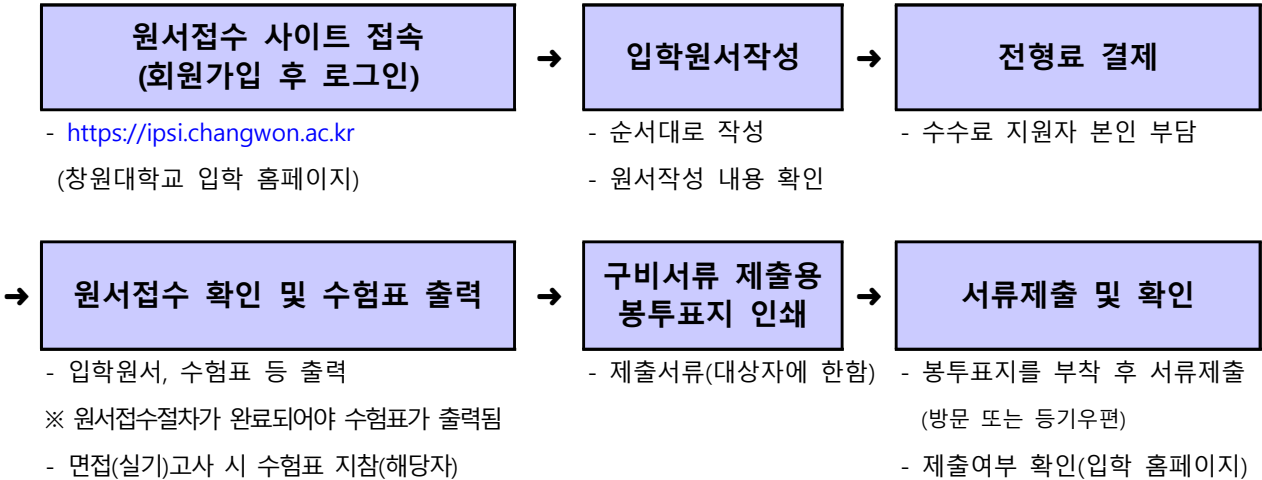 원서접수 사이트 접속
(회원가입 후 로그인)
➜
입학원서작성
➜
전형료 결제
- https://ipsi.changwon.ac.kr
(창원대학교 입학 홈페이지)
- 순서대로 작성
- 원서작성 내용 확인
- 수수료 지원자 본인 부담
➜
원서접수 확인 및 수험표 출력
➜
구비서류 제출용
봉투표지 인쇄
➜
서류제출 및 확인
- 입학원서, 수험표 등 출력
※ 원서접수절차가 완료되어야 수험표가 출력됨
- 면접(실기)고사 시 수험표 지참(해당자)
- 제출서류(대상자에 한함)
- 봉투표지를 부착 후 서류제출
(방문 또는 등기우편)
- 제출여부 확인(입학 홈페이지)